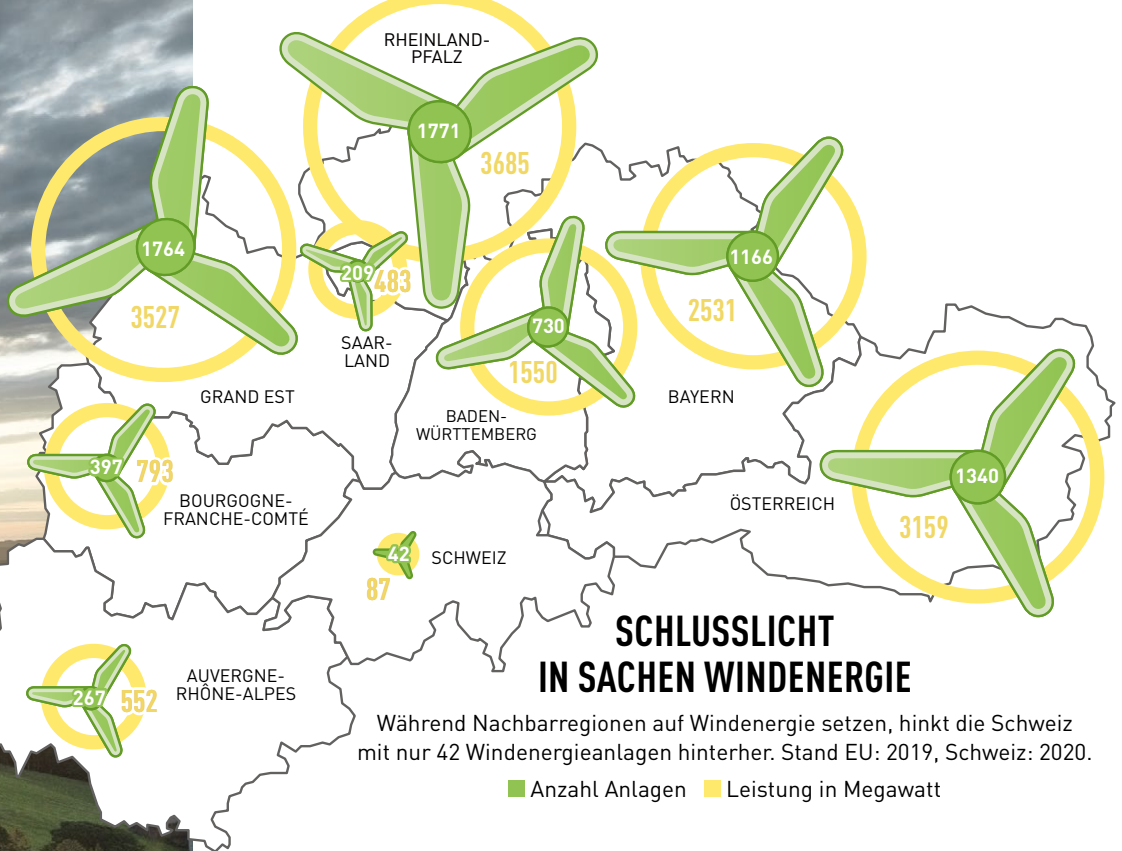 RHEINLAND-
PFALZ
1771
3685
1764
3527
GRAND EST
209
483
SAAR-
LAND
730
1550
BADEN-
WÜRTTEMBERG
1166
2531
BAYERN
397
793
BOURGOGNE-
FRANCHE-COMTÉ
42
87
SCHWEIZ
ÖSTERREICH
1340
3159
267
552
AUVERGNE-
RHÔNE-ALPES
SCHLUSSLICHT
IN SACHEN WINDENERGIE
Während Nachbarregionen auf Windenergie setzen, hinkt die Schweiz
mit nur 42 Windenergieanlagen hinterher. Stand EU: 2019, Schweiz: 2020.
Anzahl Anlagen Leistung in Megawatt